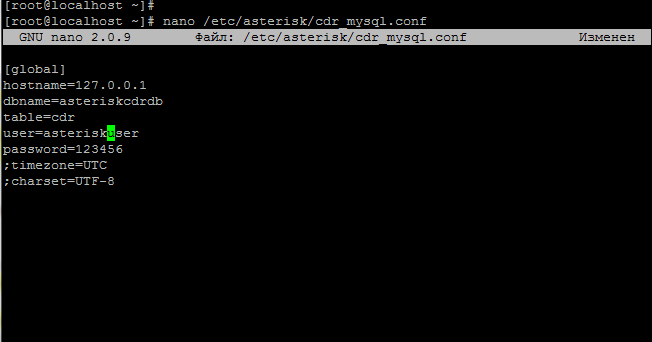 [root@localhost ~]#
[root@localhost ~]# nano /etc/asterisk/cdr_mysql.conf
GNU nano 2.0.9 Файл: /etc/asterisk/cdr_mysql.conf Изменен
[global]
hostname=127.0.0.1
dbname=asteriskcdrdb
table=cdr
user=asteriskuser
password=123456
;timezone=UTC
;charset=UTF-8